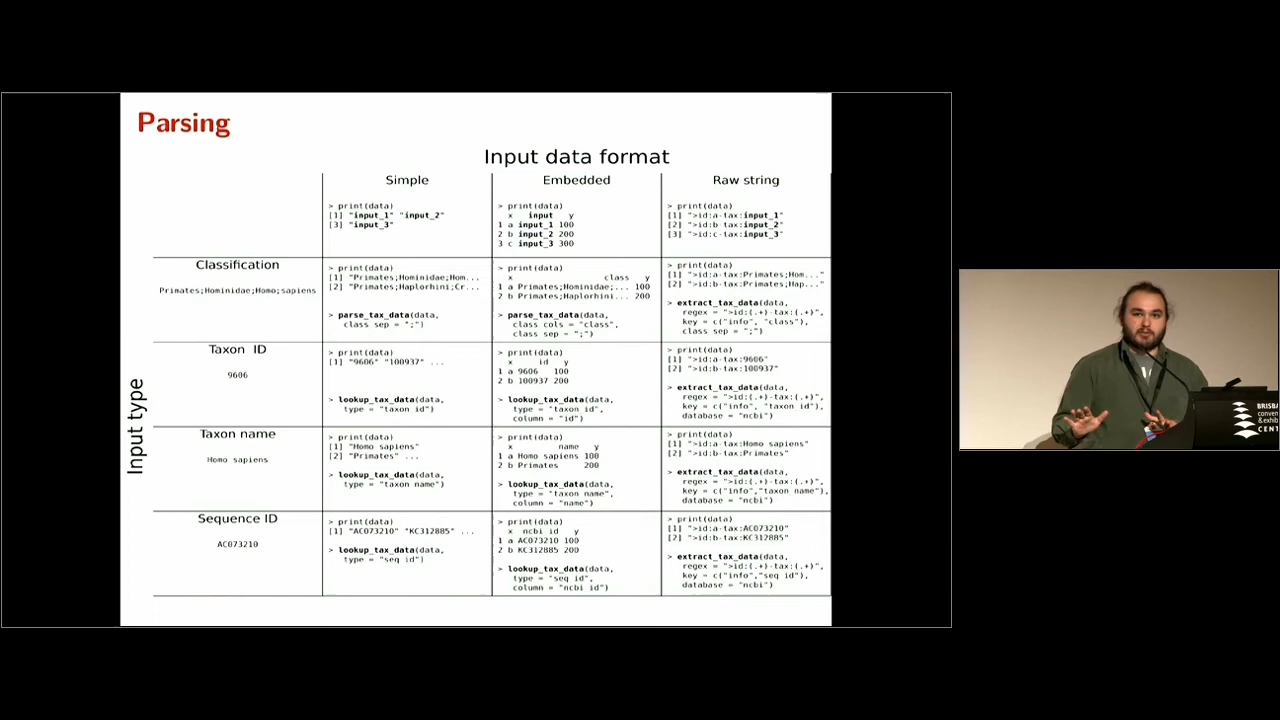 Parsing
Input data format
Simple
Embedded
Raw string
> print(data)
[1] "input_1" "input_2"
[3] "input_3"
> print(data)
x input y
1 a input_1 100
2 b input_2 200
3 c input_3 300
> print(data)
[1] ">id:a-tax:input_1"
[2] ">id:b-tax:input_2"
[3] ">id:c-tax:input_3"
Input type
Classification
Primates;Hominidae;Homo;sapiens
> print(data)
[1] "Primates;Hominidae;Hom...
[2] "Primates;Haplorhini;Cr...
> parse_tax_data(data,
class sep = ";")
> print(data)
x class y
1 a Primates;Hominidae;... 100
2 b Primates;Haplorhini... 200
> parse_tax_data(data,
class cols = "class",
class sep = ";")
> print(data)
[1] ">id:a-tax:Primates;Hom..."
[2] ">id:b-tax:Primates;Hap..."
> extract_tax_data(data,
regex = ">id:(.+)-tax:(.+)",
key = c("info", "class"),
class sep = ";")
Taxon ID
9606
> print(data)
[1] "9606" "100937" ...
> lookup_tax_data(data,
type = "taxon id")
> print(data)
x id y
1 a 9606 100
2 b 100937 200
> lookup_tax_data(data,
type = "taxon id",
column = "id")
> print(data)
[1] ">id:a-tax:9606"
[2] ">id:b-tax:100937"
> extract_tax_data(data,
regex = ">id:(.+)-tax:(.+)",
key = c("info", "taxon id"),
database = "ncbi")
Taxon name
Homo sapiens
> print(data)
[1] "Homo sapiens"
[2] "Primates" ...
> lookup_tax_data(data,
type = "taxon name")
> print(data)
x name y
1 a Homo sapiens 100
2 b Primates 200
> lookup_tax_data(data,
type = "taxon name",
column = "name")
> print(data)
[1] ">id:a-tax:Homo sapiens"
[2] ">id:b-tax:Primates"
> extract_tax_data(data,
regex = ">id:(.+)-tax:(.+)",
key = c("info","taxon name"),
database = "ncbi")
Sequence ID
AC073210
> print(data)
[1] "AC073210" "KC312885" ...
> lookup_tax_data(data,
type = "seq id")
> print(data)
x ncbi id y
1 a AC073210 100
2 b KC312885 200
> lookup_tax_data(data,
type = "seq id",
column = "ncbi id")
> print(data)
[1] ">id:a-tax:AC073210"
[2] ">id:b-tax:KC312885"
> extract_tax_data(data,
regex = ">id:(.+)-tax:(.+)",
key = c("info","seq id"),
database = "ncbi")
BRISBA
conven
& exhib
CENT